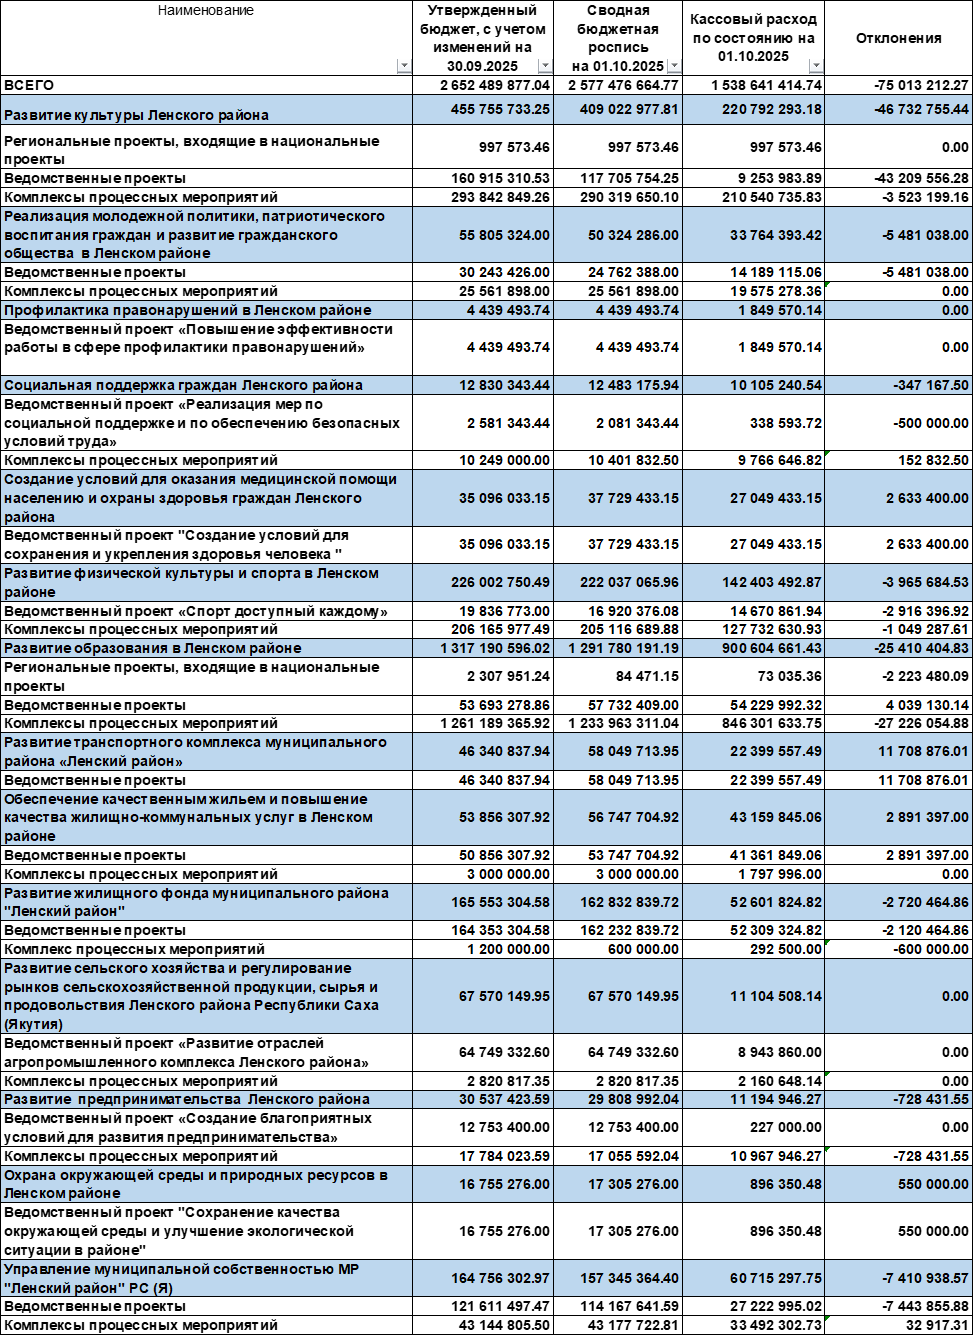 Наименование
Утвержденный бюджет, с учетом изменений на 30.09.2025
Сводная бюджетная роспись на 01.10.2025
Кассовый расход по состоянию на 01.10.2025
Отклонения
ВСЕГО 2 652 489 877.04 2 577 476 664.77 1 538 641 414.74 -75 013 212.27
Развитие культуры Ленского района 455 755 733.25 409 022 977.81 220 792 293.18 -46 732 755.44
Региональные проекты, входящие в национальные
проекты 997 573.46 997 573.46 997 573.46 0.00
Ведомственные проекты 160 915 310.53 117 705 754.25 9 253 983.89 -43 209 556.28
Комплексы процессных мероприятий 293 842 849.26 290 319 650.10 210 540 735.83 -3 523 199.16
Реализация молодежной политики, патриотического
воспитания граждан и развитие гражданского
общества в Ленском районе 55 805 324.00 50 324 286.00 33 764 393.42 -5 481 038.00
Ведомственные проекты 30 243 426.00 24 762 388.00 14 189 115.06 -5 481 038.00
Комплексы процессных мероприятий 25 561 898.00 25 561 898.00 19 575 278.36 0.00
Профилактика правонарушений в Ленском районе 4 439 493.74 4 439 493.74 1 849 570.14 0.00
Ведомственный проект «Повышение эффективности
работы в сфере профилактики правонарушений» 4 439 493.74 4 439 493.74 1 849 570.14 0.00
Социальная поддержка граждан Ленского района 12 830 343.44 12 483 175.94 10 105 240.54 -347 167.50
Ведомственный проект «Реализация мер по
социальной поддержке и по обеспечению безопасных
условий труда» 2 581 343.44 2 081 343.44 338 593.72 -500 000.00
Комплексы процессных мероприятий 10 249 000.00 10 401 832.50 9 766 646.82 152 832.50
Создание условий для оказания медицинской помощи
населению и охраны здоровья граждан Ленского
района 35 096 033.15 37 729 433.15 27 049 433.15 2 633 400.00
Ведомственный проект "Создание условий для
сохранения и укрепления здоровья человека " 35 096 033.15 37 729 433.15 27 049 433.15 2 633 400.00
Развитие физической культуры и спорта в Ленском
районе 226 002 750.49 222 037 065.96 142 403 492.87 -3 965 684.53
Ведомственный проект «Спорт доступный каждому» 19 836 773.00 16 920 376.08 14 670 861.94 -2 916 396.92
Комплексы процессных мероприятий 206 165 977.49 205 116 689.88 127 732 630.93 -1 049 287.61
Развитие образования в Ленском районе 1 317 190 596.02 1 291 780 191.19 900 604 661.43 -25 410 404.83
Региональные проекты, входящие в национальные
проекты 2 307 951.24 84 471.15 73 035.36 -2 223 480.09
Ведомственные проекты 53 693 278.86 57 732 409.00 54 229 992.32 4 039 130.14
Комплексы процессных мероприятий 1 261 189 365.92 1 233 963 311.04 846 301 633.75 -27 226 054.88
Развитие транспортного комплекса муниципального
района «Ленский район» 46 340 837.94 58 049 713.95 22 399 557.49 11 708 876.01
Ведомственные проекты 46 340 837.94 58 049 713.95 22 399 557.49 11 708 876.01
Обеспечение качественным жильем и повышение
качества жилищно-коммунальных услуг в Ленском
районе 53 856 307.92 56 747 704.92 43 159 845.06 2 891 397.00
Ведомственные проекты 50 856 307.92 53 747 704.92 41 361 849.06 2 891 397.00
Комплексы процессных мероприятий 3 000 000.00 3 000 000.00 1 797 996.00 0.00
Развитие жилищного фонда муниципального района
"Ленский район" 165 553 304.58 162 832 839.72 52 601 824.82 -2 720 464.86
Ведомственные проекты 164 353 304.58 162 232 839.72 52 309 324.82 -2 120 464.86
Комплекс процессных мероприятий 1 200 000.00 600 000.00 292 500.00 -600 000.00
Развитие сельского хозяйства и регулирование
рынков сельскохозяйственной продукции, сырья и
продовольствия Ленского района Республики Саха
(Якутия) 67 570 149.95 67 570 149.95 11 104 508.14 0.00
Ведомственный проект «Развитие отраслей
агропромышленного комплекса Ленского района» 64 749 332.60 64 749 332.60 8 943 860.00 0.00
Комплексы процессных мероприятий 2 820 817.35 2 820 817.35 2 160 648.14 0.00
Развитие предпринимательства Ленского района 30 537 423.59 29 808 992.04 11 194 946.27 -728 431.55
Ведомственный проект «Создание благоприятных
условий для развития предпринимательства» 12 753 400.00 12 753 400.00 227 000.00 0.00
Комплексы процессных мероприятий 17 784 023.59 17 055 592.04 10 967 946.27 -728 431.55
Охрана окружающей среды и природных ресурсов в
Ленском районе 16 755 276.00 17 305 276.00 896 350.48 550 000.00
Ведомственный проект "Сохранение качества
окружающей среды и улучшение экологической
ситуации в районе" 16 755 276.00 17 305 276.00 896 350.48 550 000.00
Управление муниципальной собственностью МР
"Ленский район" РС (Я) 164 756 302.97 157 345 364.40 60 715 297.75 -7 410 938.57
Ведомственные проекты 121 611 497.47 114 167 641.59 27 222 995.02 -7 443 855.88
Комплексы процессных мероприятий 43 144 805.50 43 177 722.81 33 492 302.73 32 917.31